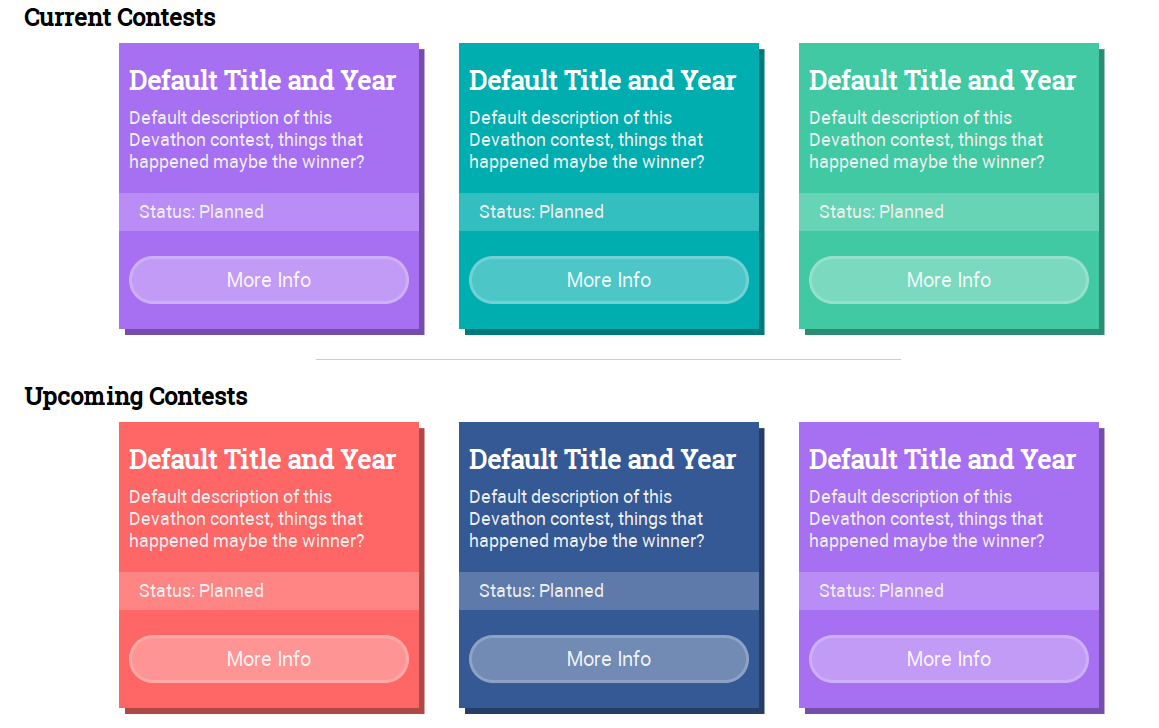 Current Contests
Default Title and Year
Default description of this
Devathon contest, things that
happened maybe the winner?
Status: Planned
More Info
Default Title and Year
Default description of this
Devathon contest, things that
happened maybe the winner?
Status: Planned
More Info
Default Title and Year
Default description of this
Devathon contest, things that
happened maybe the winner?
Status: Planned
More Info
Upcoming Contests
Default Title and Year
Default description of this
Devathon contest, things that
happened maybe the winner?
Status: Planned
More Info
Default Title and Year
Default description of this
Devathon contest, things that
happened maybe the winner?
Status: Planned
More Info
Default Title and Year
Default description of this
Devathon contest, things that
happened maybe the winner?
Status: Planned
More Info